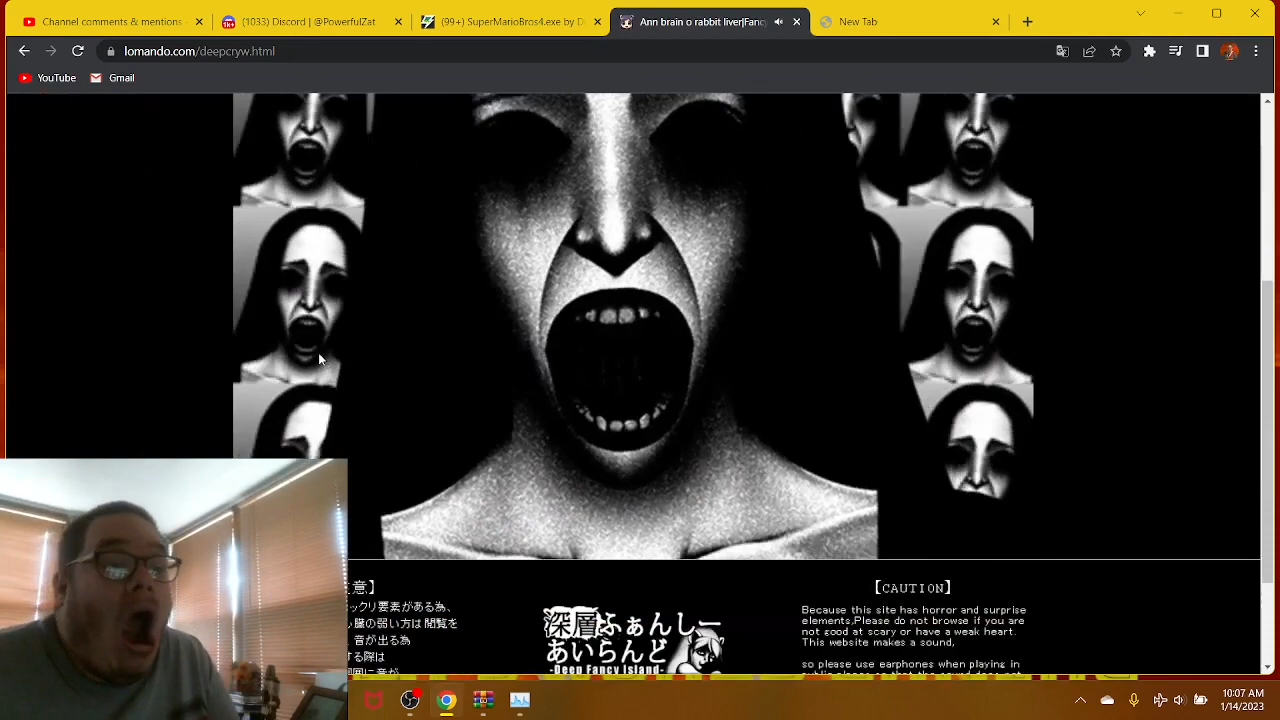 Channel comments & mentions -
(1033) Discord | @PowerfulZat
(99+) SuperMarioBros4.exe by Di
Ann brain o rabbit liver|Fanc
New Tab
lomando.com/deepcryw.html
YouTube
Gmail
意】
ックリ要素がある為、
臓の弱い方は閲覧を
音が出る為
する際は
深層ふぁんしー
あいらんど
-Deep Fancy Island-
【CAUTION】
Because this site has horror and surprise
elements,Please do not browse if you are
not good at scary or have a weak heart.
This website makes a sound,
so please use earphones when playing in
10:07 AM
1/14/2023